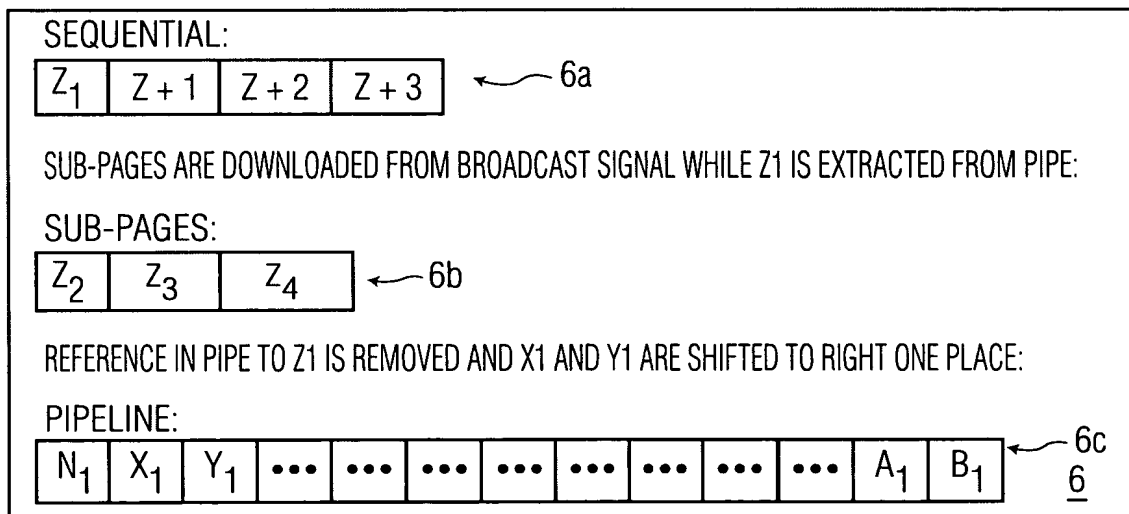 SEQUENTIAL:
Z1 Z + 1 Z + 2 Z + 3 6a
SUB-PAGES ARE DOWNLOADED FROM BROADCAST SIGNAL WHILE Z1 IS EXTRACTED FROM PIPE:
SUB-PAGES:
Z2 Z3 Z4 6b
REFERENCE IN PIPE TO Z1 IS REMOVED AND X1 AND Y1 ARE SHIFTED TO RIGHT ONE PLACE:
PIPELINE:
N1 X1 Y1 ••• ••• ••• ••• ••• ••• ••• ••• A1 B1 6c
6